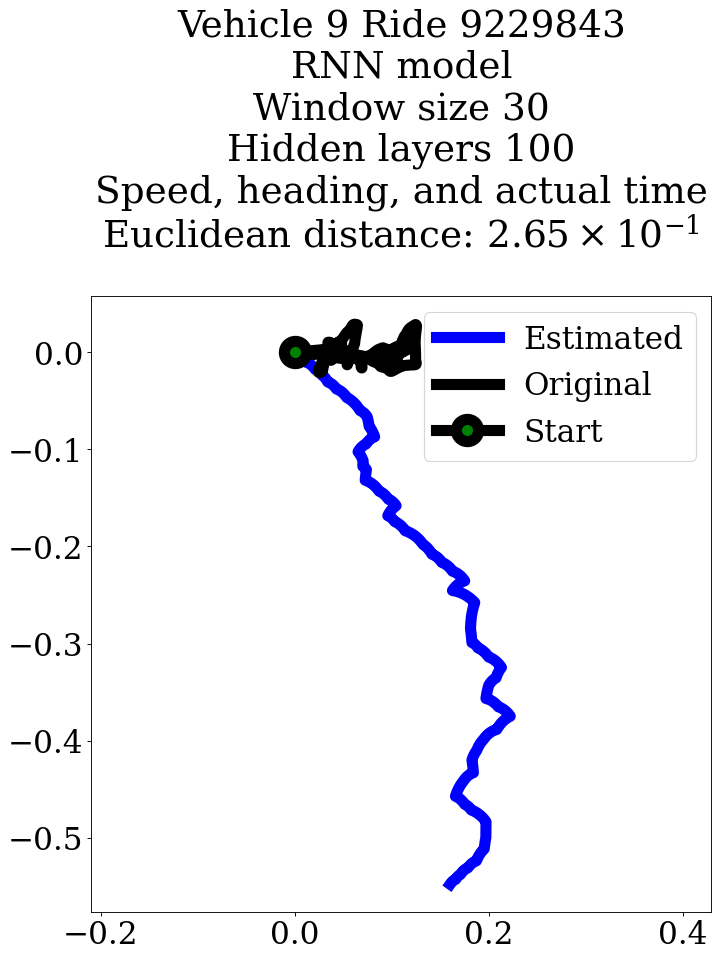 Vehicle 9 Ride 9229843
RNN model
Window size 30
Hidden layers 100
Speed, heading, and actual time
Euclidean distance: 2.65 × 10⁻¹
Estimated
Original
Start
0.0
−0.1
−0.2
−0.3
−0.4
−0.5
−0.2 0.0 0.2 0.4